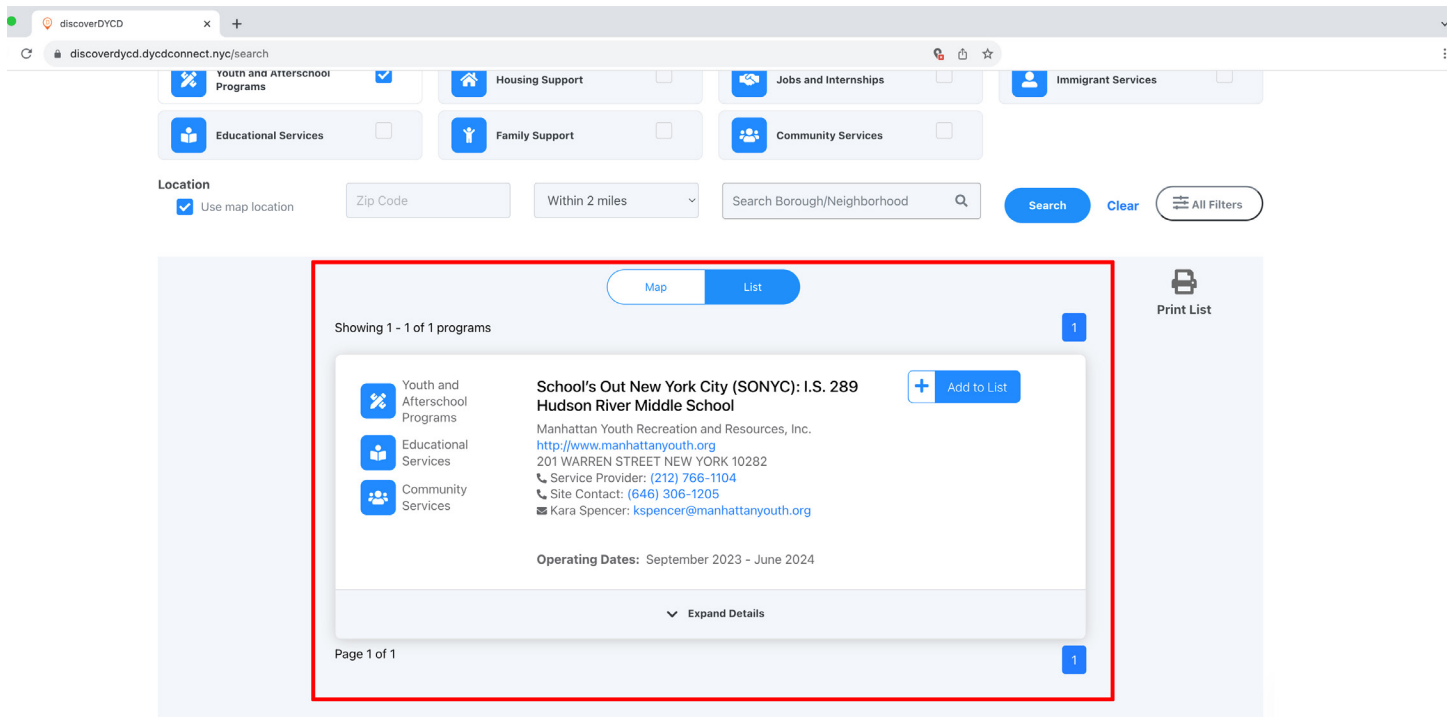 discoverDYCD
discoverdycd.dycdconnect.nyc/search
Youth and Afterschool
Programs
Housing Support
Jobs and Internships
Immigrant Services
Educational Services
Family Support
Community Services
Location
Use map location
Zip Code
Within 2 miles
Search Borough/Neighborhood
Search
Clear
All Filters
Map
List
Print List
Showing 1 - 1 of 1 programs
1
Youth and
Afterschool
Programs
Educational
Services
Community
Services
School's Out New York City (SONYC): I.S. 289
Hudson River Middle School
Add to List
Manhattan Youth Recreation and Resources, Inc.
http://www.manhattanyouth.org
201 WARREN STREET NEW YORK 10282
Service Provider: (212) 766-1104
Site Contact: (646) 306-1205
Kara Spencer: kspencer@manhattanyouth.org
Operating Dates: September 2023 - June 2024
Expand Details
Page 1 of 1
1